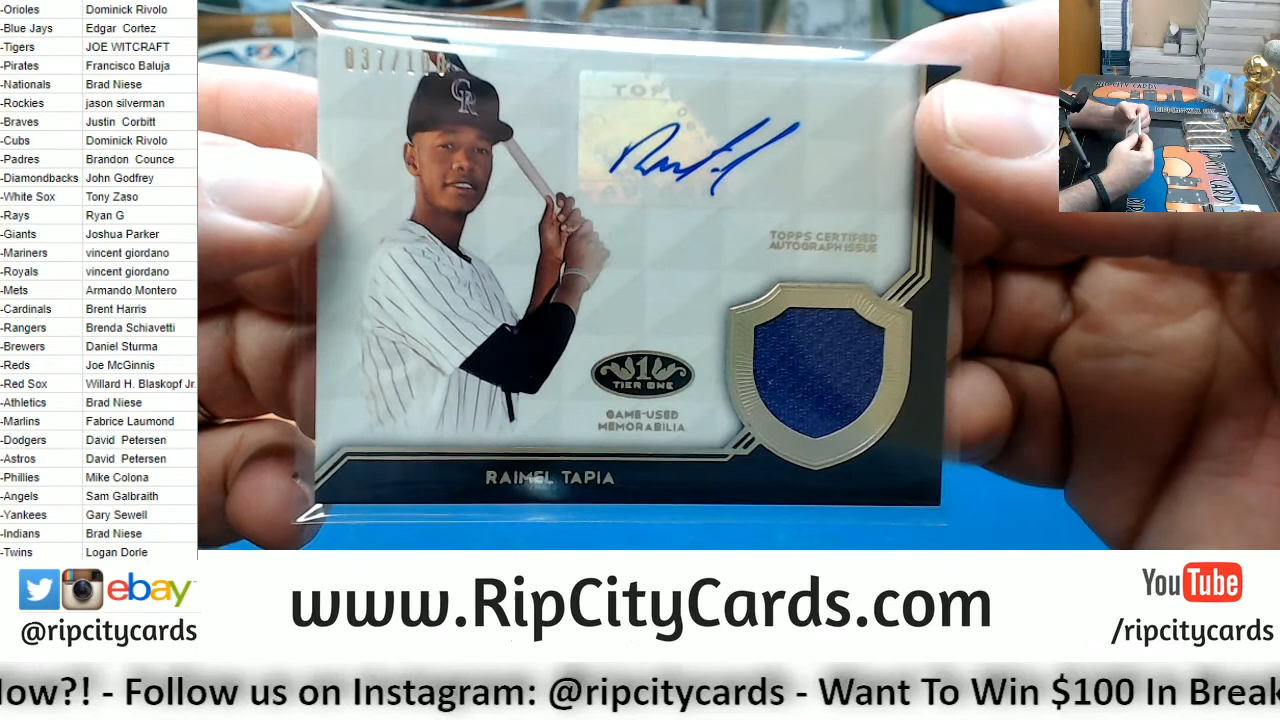 -Orioles Dominick Rivolo
-Blue Jays Edgar Cortez
-Tigers JOE WITCRAFT
-Pirates Francisco Baluja
-Nationals Brad Niese
-Rockies jason silverman
-Braves Justin Corbitt
-Cubs Dominick Rivolo
-Padres Brandon Counce
-Diamondbacks John Godfrey
-White Sox Tony Zaso
-Rays Ryan G
-Giants Joshua Parker
-Mariners vincent giordano
-Royals vincent giordano
-Mets Armando Montero
-Cardinals Brent Harris
-Rangers Brenda Schiavetti
-Brewers Daniel Sturma
-Reds Joe McGinnis
-Red Sox Willard H. Blaskopf Jr.
-Athletics Brad Niese
-Marlins Fabrice Laumond
-Dodgers David Petersen
-Astros David Petersen
-Phillies Mike Colona
-Angels Sam Galbraith
-Yankees Gary Sewell
-Indians Brad Niese
-Twins Logan Dorle
CR
TOPPS CERTIFIED
AUTOGRAPH ISSUE
1
TIER ONE
GAME-USED
MEMORABILIA
RAIMEL TAPIA
ebay
@ripcitycards
www.RipCityCards.com
YouTube
/ripcitycards
- Follow us on Instagram: @ripcitycards - Want To Win $100 In Break